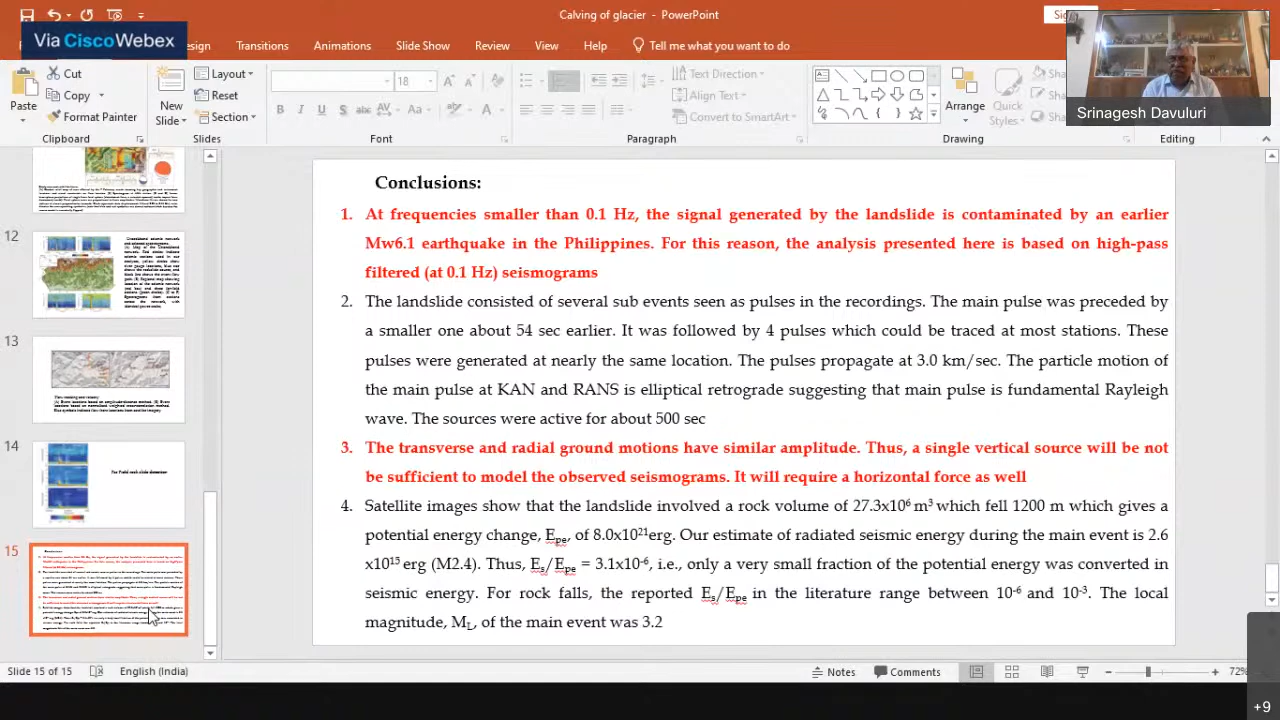 Calving of glacier - PowerPoint
Via CiscoWebex
esign Transitions Animations Slide Show Review View Help Tell me what you want to do
Srinagesh Davuluri
Paste
Cut
Copy
Format Painter
Clipboard
New
Slide
Layout
Reset
Section
Slides
18
B I U S abc AV Aa
Font
Text Direction
Align Text
Convert to SmartArt
Paragraph
Arrange
Quick
Styles
Sha
Sha
Sha
Drawing
Editing
12
13
14
Far Field rock slide detection
15
Conclusions:
1. At frequencies smaller than 0.1 Hz, the signal generated by the landslide is contaminated by an earlier
Mw6.1 earthquake in the Philippines. For this reason, the analysis presented here is based on high-pass
filtered (at 0.1 Hz) seismograms
2. The landslide consisted of several sub events seen as pulses in the recordings. The main pulse was preceded by
a smaller one about 54 sec earlier. It was followed by 4 pulses which could be traced at most stations. These
pulses were generated at nearly the same location. The pulses propagate at 3.0 km/sec. The particle motion of
the main pulse at KAN and RANS is elliptical retrograde suggesting that main pulse is fundamental Rayleigh
wave. The sources were active for about 500 sec
3. The transverse and radial ground motions have similar amplitude. Thus, a single vertical source will be not
be sufficient to model the observed seismograms. It will require a horizontal force as well
4. Satellite images show that the landslide involved a rock volume of 27.3x10⁶ m³ which fell 1200 m which gives a
potential energy change, Epe, of 8.0x10²¹erg. Our estimate of radiated seismic energy during the main event is 2.6
x10¹⁵ erg (M2.4). Thus, Es/Epe = 3.1x10⁻⁶, i.e., only a very small fraction of the potential energy was converted in
seismic energy. For rock falls, the reported Es/Epe in the literature range between 10⁻⁶ and 10⁻³. The local
magnitude, ML, of the main event was 3.2
Slide 15 of 15 English (India) Notes Comments 72%
+9